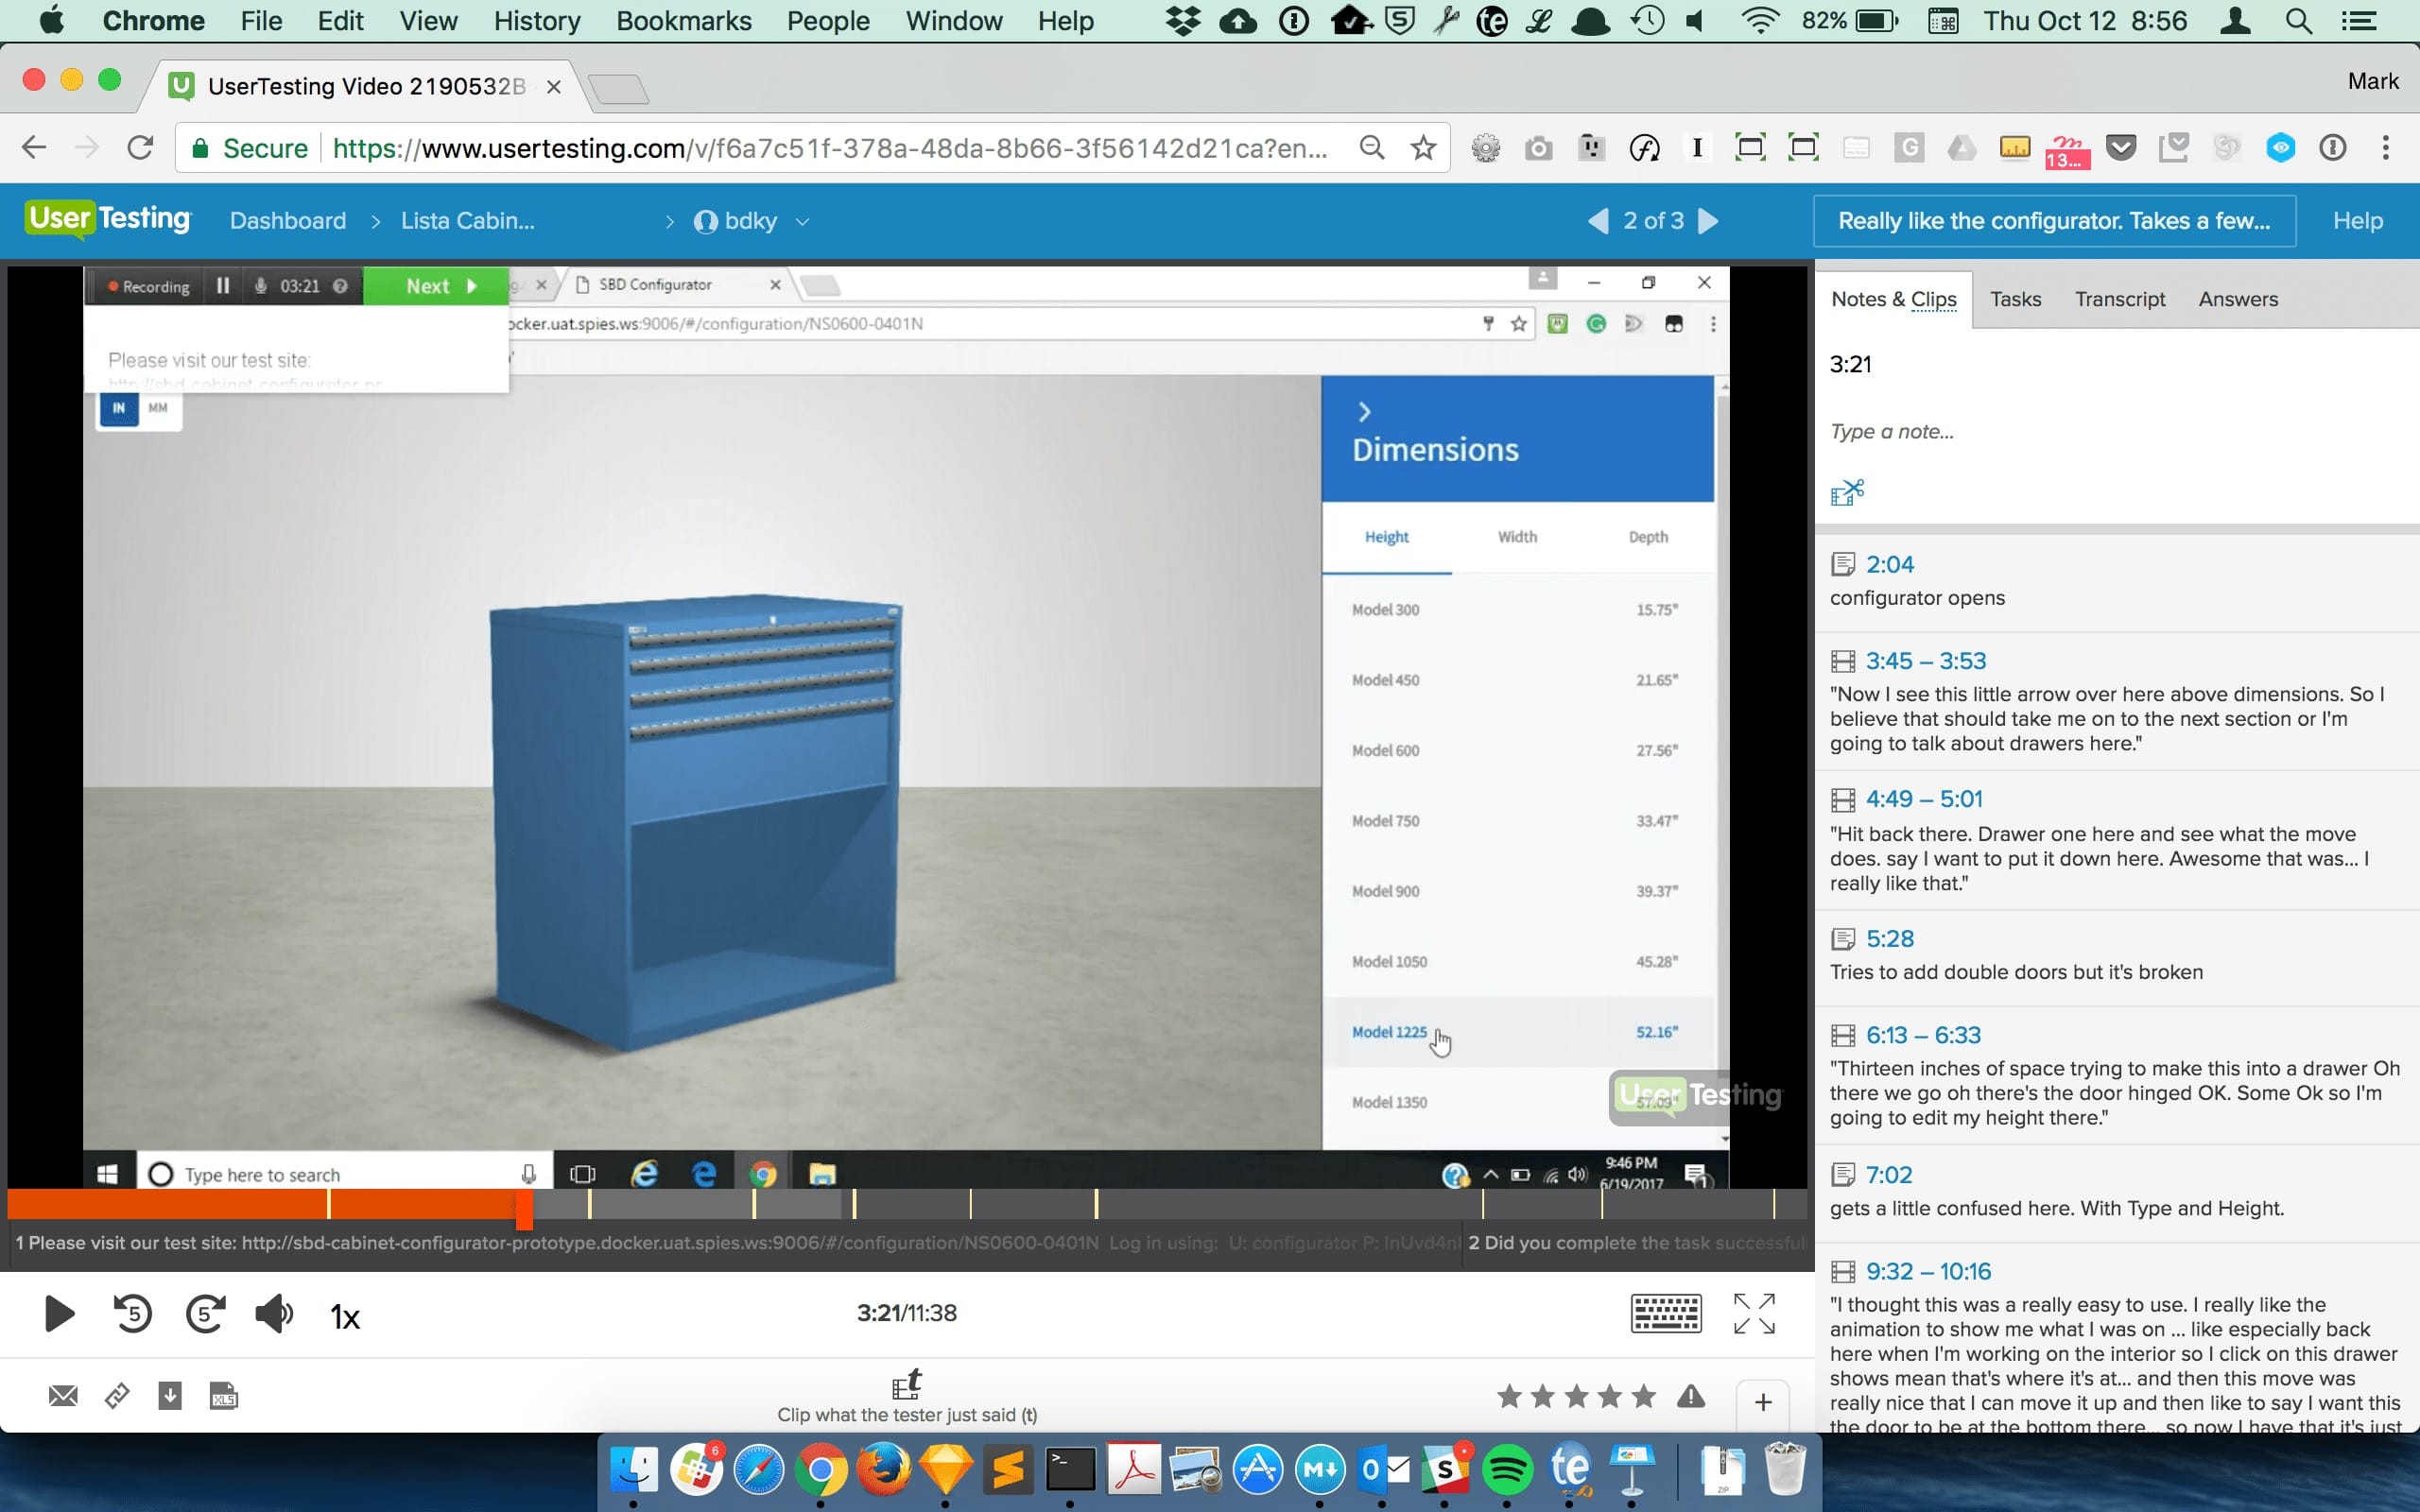 Chrome File Edit View History Bookmarks People Window Help 82% Thu Oct 12 8:56
UserTesting Video 2190532B
Mark
Secure https://www.usertesting.com/v/f6a7c51f-378a-48da-8b66-3f56142d21ca?en...
13...
UserTesting Dashboard > Lista Cabin... > bdky
2 of 3
Really like the configurator. Takes a few...
Help
Recording 03:21 Next
SBD Configurator
ocker.uat.spies.ws:9006/#/configuration/NS0600-0401N
Please visit our test site:
http://sbd-cabinet-configurator-pr
IN MM
Dimensions
Height Width Depth
Model 300 15.75"
Model 450 21.65"
Model 600 27.56"
Model 750 33.47"
Model 900 39.37"
Model 1050 45.28"
Model 1225 52.16"
Model 1350 57.09"
UserTesting
Type here to search
9:46 PM
6/19/2017
1 Please visit our test site: http://sbd-cabinet-configurator-prototype.docker.uat.spies.ws:9006/#/configuration/NS0600-0401N Log in using: U: configurator P:
2 Did you complete the task successful
5 5 1x
3:21/11:38
XLS
Clip what the tester just said (t)
Notes & Clips Tasks Transcript Answers
3:21
Type a note...
2:04
configurator opens
3:45 – 3:53
"Now I see this little arrow over here above dimensions. So I
believe that should take me on to the next section or I'm
going to talk about drawers here."
4:49 – 5:01
"Hit back there. Drawer one here and see what the move
does. say I want to put it down here. Awesome that was... I
really like that."
5:28
Tries to add double doors but it's broken
6:13 – 6:33
"Thirteen inches of space trying to make this into a drawer Oh
there we go oh there's the door hinged OK. Some Ok so I'm
going to edit my height there."
7:02
gets a little confused here. With Type and Height.
9:32 – 10:16
"I thought this was a really easy to use. I really like the
animation to show me what I was on ... like especially back
here when I'm working on the interior so I click on this drawer
shows mean that's where it's at... and then this move was
really nice that I can move it up and then like to say I want this
the door to be at the bottom there... so now I have that it's just